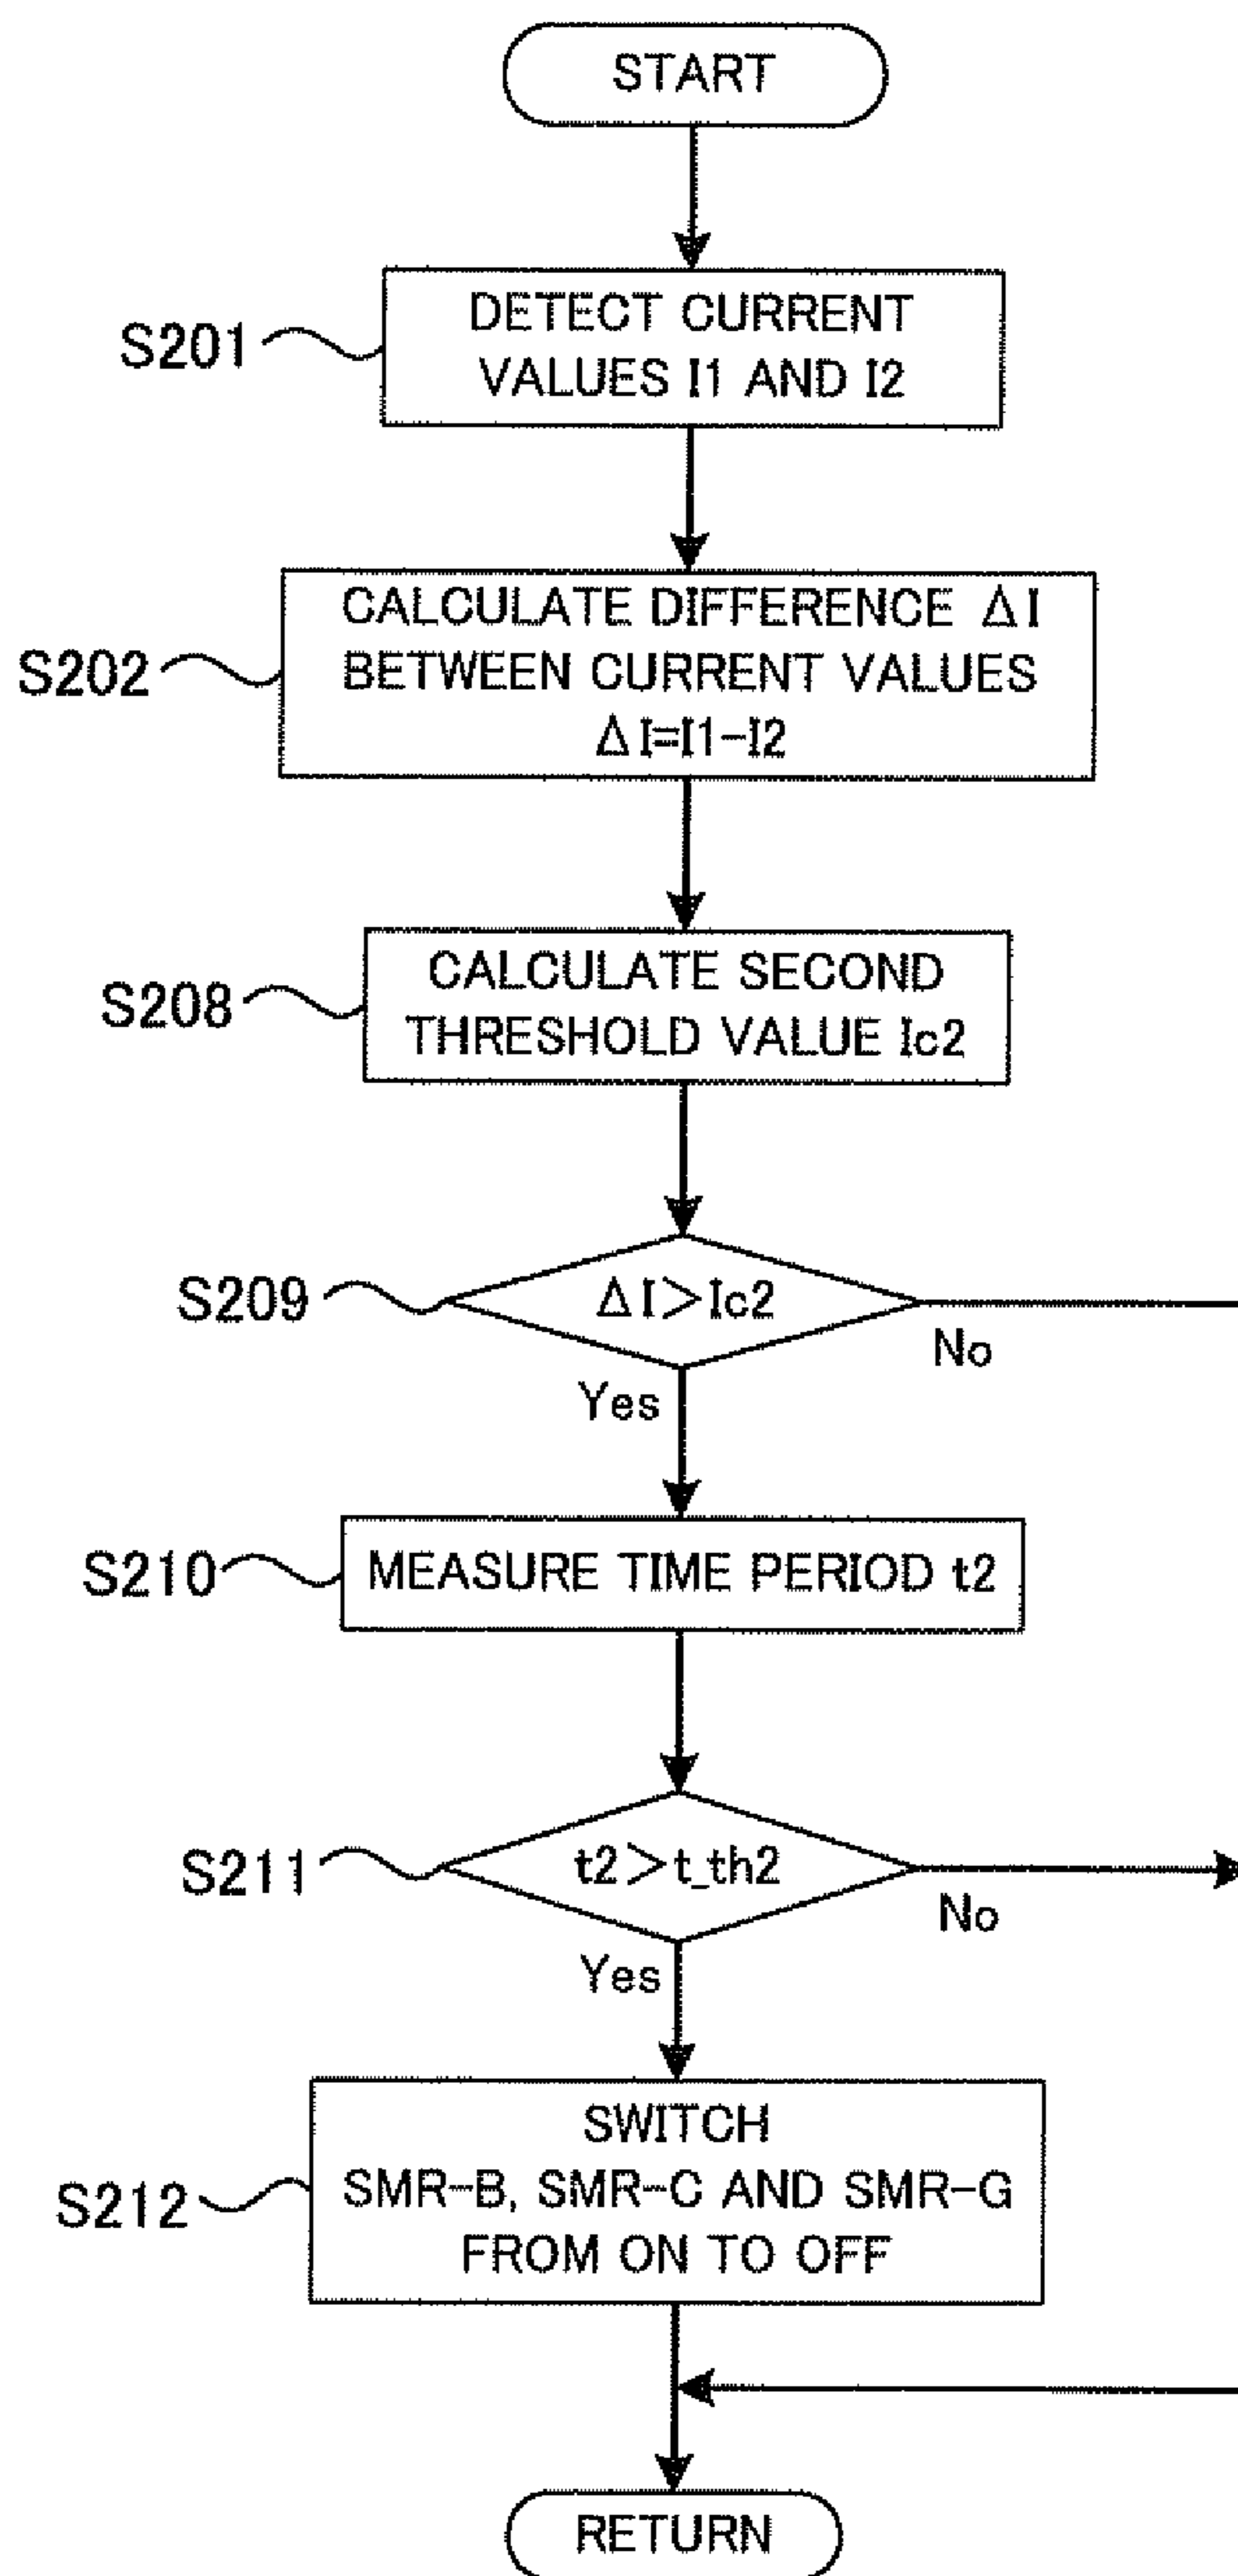 START
S201
DETECT CURRENT
VALUES I1 AND I2
S202
CALCULATE DIFFERENCE ΔI
BETWEEN CURRENT VALUES
ΔI=I1-I2
S208
CALCULATE SECOND
THRESHOLD VALUE Ic2
S209
ΔI>Ic2
No
Yes
S210
MEASURE TIME PERIOD t2
S211
t2>t_th2
No
Yes
S212
SWITCH
SMR-B, SMR-C AND SMR-G
FROM ON TO OFF
RETURN